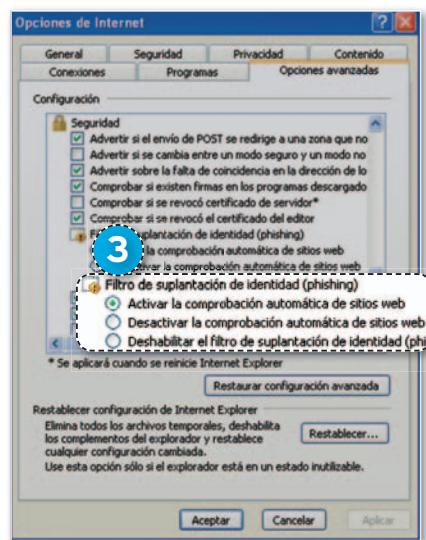 Opciones de Internet
General Seguridad Privacidad Contenido
Conexiones Programas Opciones avanzadas
Configuración
Seguridad
Advertir si el envío de POST se redirige a una zona que no
Advertir si se cambia entre un modo seguro y un modo no
Advertir sobre la falta de coincidencia en la dirección de lo
Comprobar si existen firmas en los programas descargado
Comprobar si se revocó certificado de servidor*
Comprobar si se revocó el certificado del editor
suplantación de identidad (phishing)
la comprobación automática de sitios web
la comprobación automática de sitios web
3
Filtro de suplantación de identidad (phishing)
Activar la comprobación automática de sitios web
Desactivar la comprobación automática de sitios web
Deshabilitar el filtro de suplantación de identidad (phi
* Se aplicará cuando se reinicie Internet Explorer
Restaurar configuración avanzada
Restablecer configuración de Internet Explorer
Elimina todos los archivos temporales, deshabilita
los complementos del explorador y restablece
cualquier configuración cambiada.
Restablecer...
Use esta opción sólo si el explorador está en un estado inutilizable.
Aceptar Cancelar Aplicar